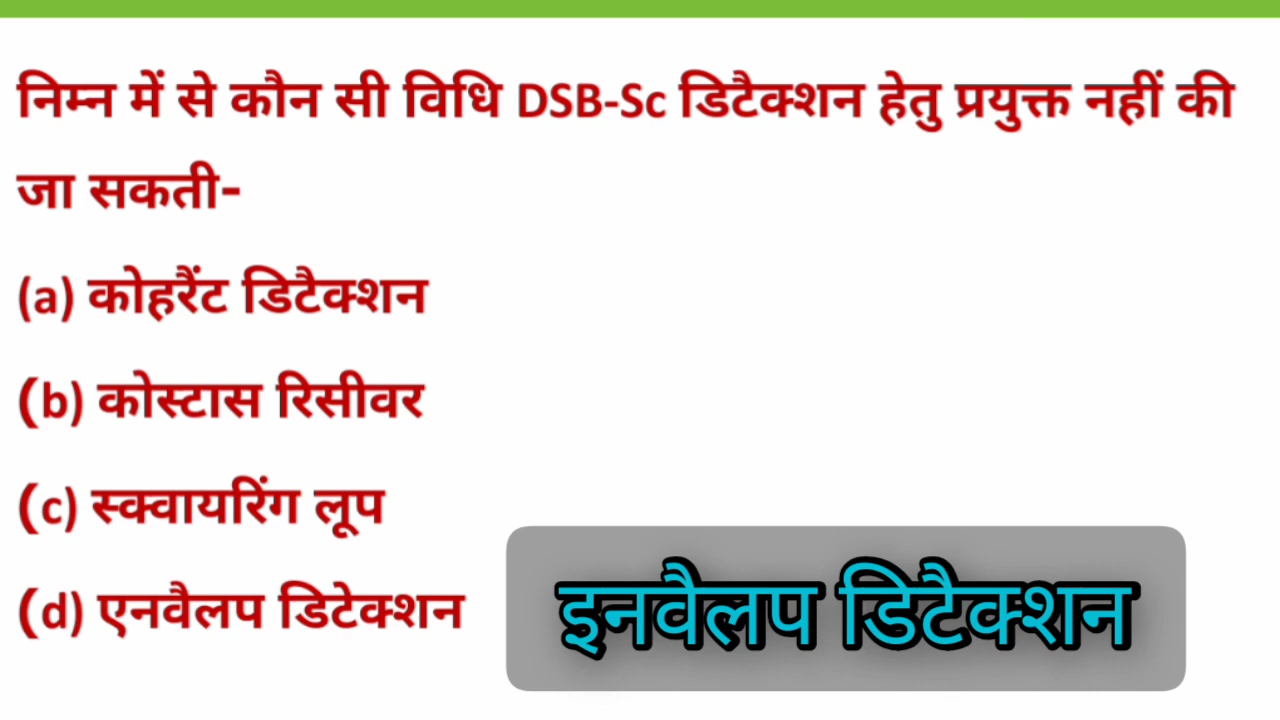 निम्न में से कौन सी विधि DSB-Sc डिटैक्शन हेतु प्रयुक्त नहीं की
जा सकती-
(a) कोहरैंट डिटैक्शन
(b) कोस्टास रिसीवर
(c) स्क्वायरिंग लूप
(d) एनवैलप डिटेक्शन
इनवैलप डिटैक्शन